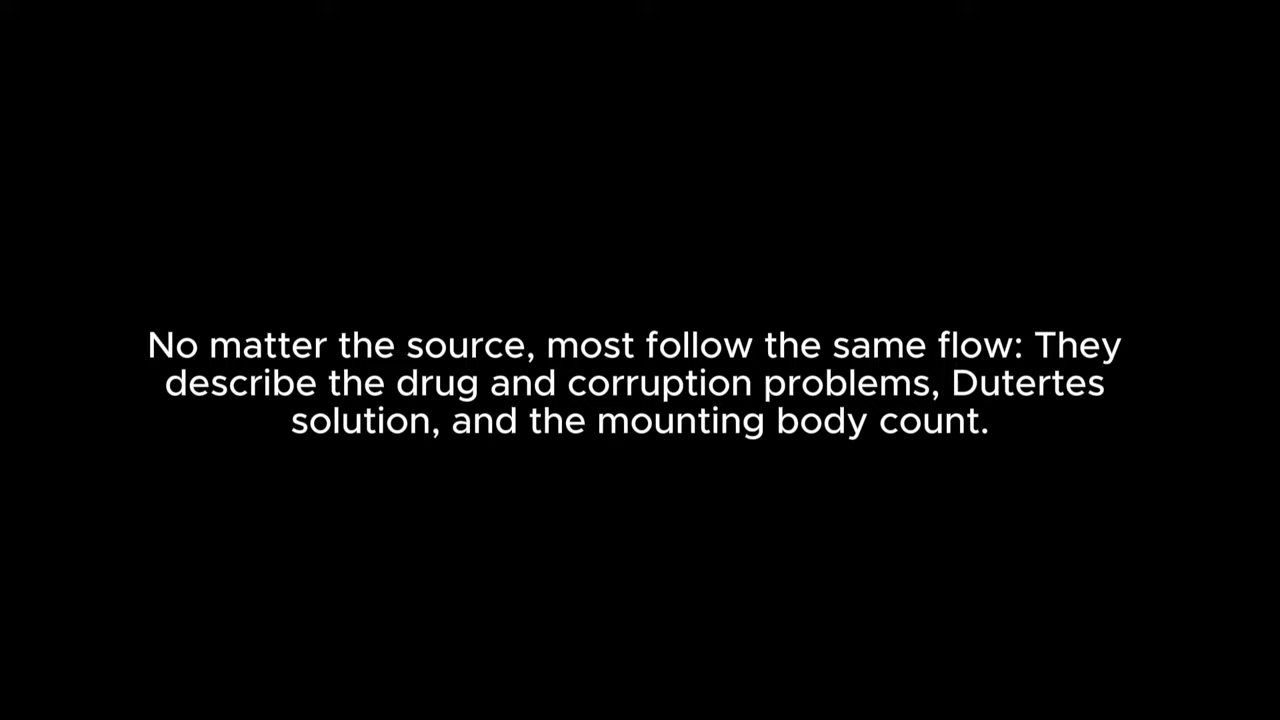 No matter the source, most follow the same flow: They
describe the drug and corruption problems, Dutertes
solution, and the mounting body count.